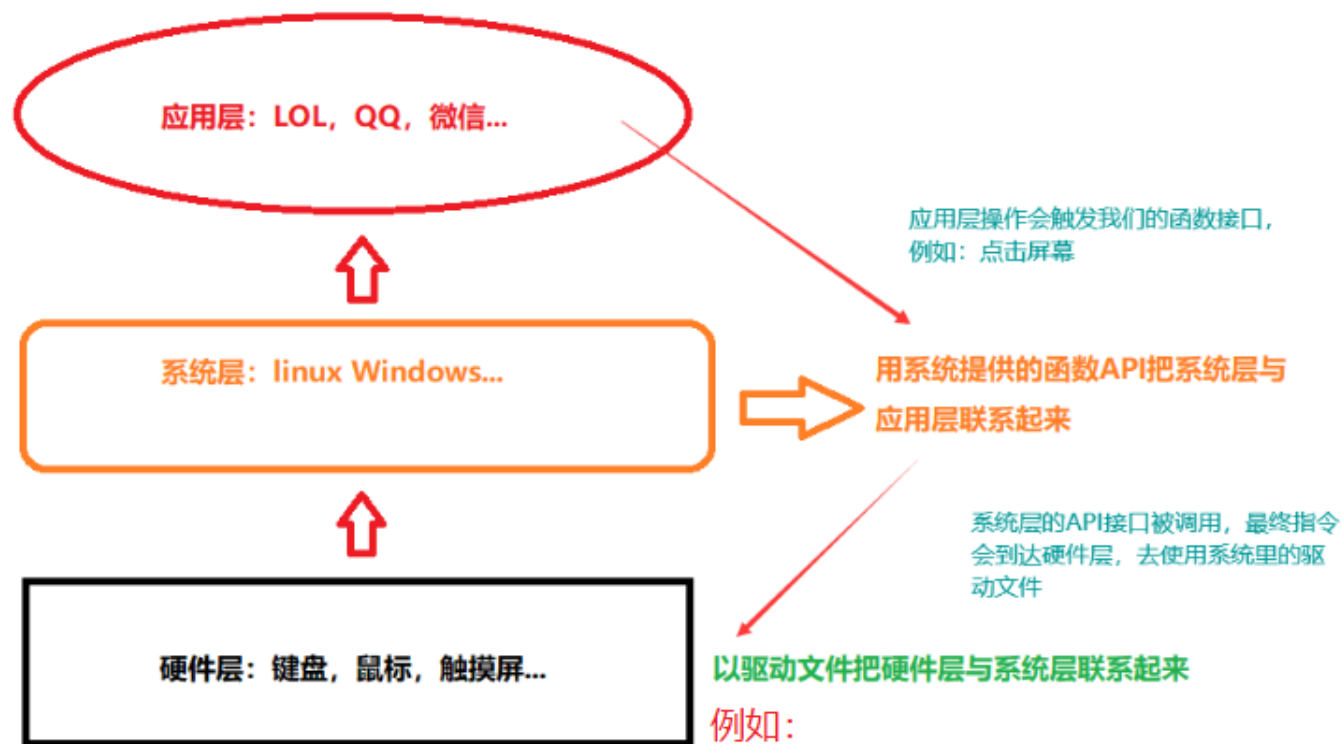 应用层：LOL，QQ，微信...
应用层操作会触发我们的函数接口，
例如：点击屏幕
系统层：linux Windows...
用系统提供的函数API把系统层与
应用层联系起来
系统层的API接口被调用，最终指令
会到达硬件层，去使用系统里的驱
动文件
硬件层：键盘，鼠标，触摸屏...
以驱动文件把硬件层与系统层联系起来
例如：